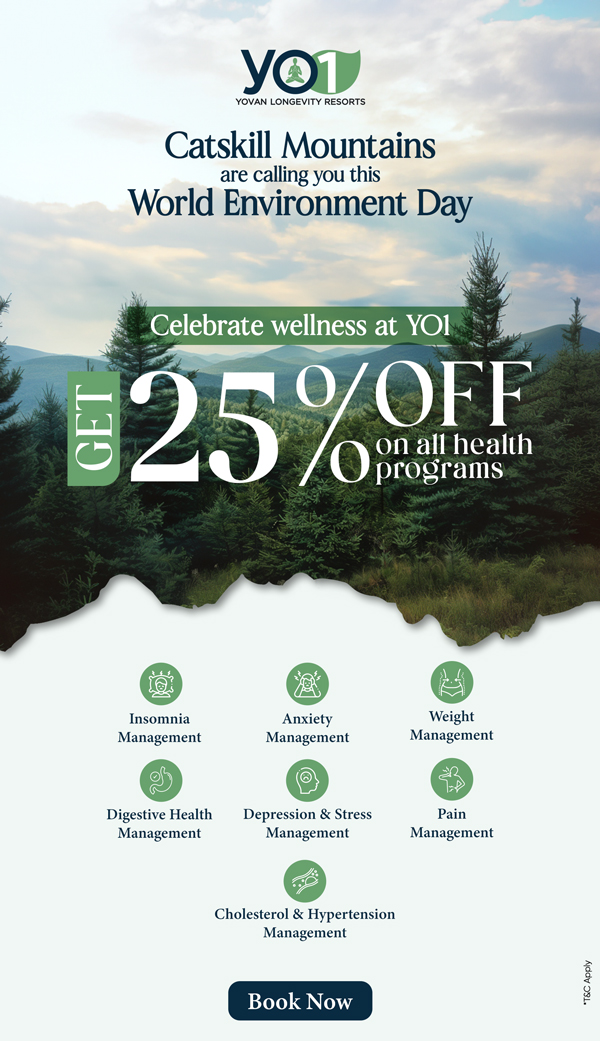 YO1
YOVAN LONGEVITY RESORTS
Catskill Mountains
are calling you this
World Environment Day
Celebrate wellness at YO1
GET
25% OFF
on all health
programs
Insomnia
Management
Anxiety
Management
Weight
Management
Digestive Health
Management
Depression & Stress
Management
Pain
Management
Cholesterol & Hypertension
Management
Book Now
*T&C Apply